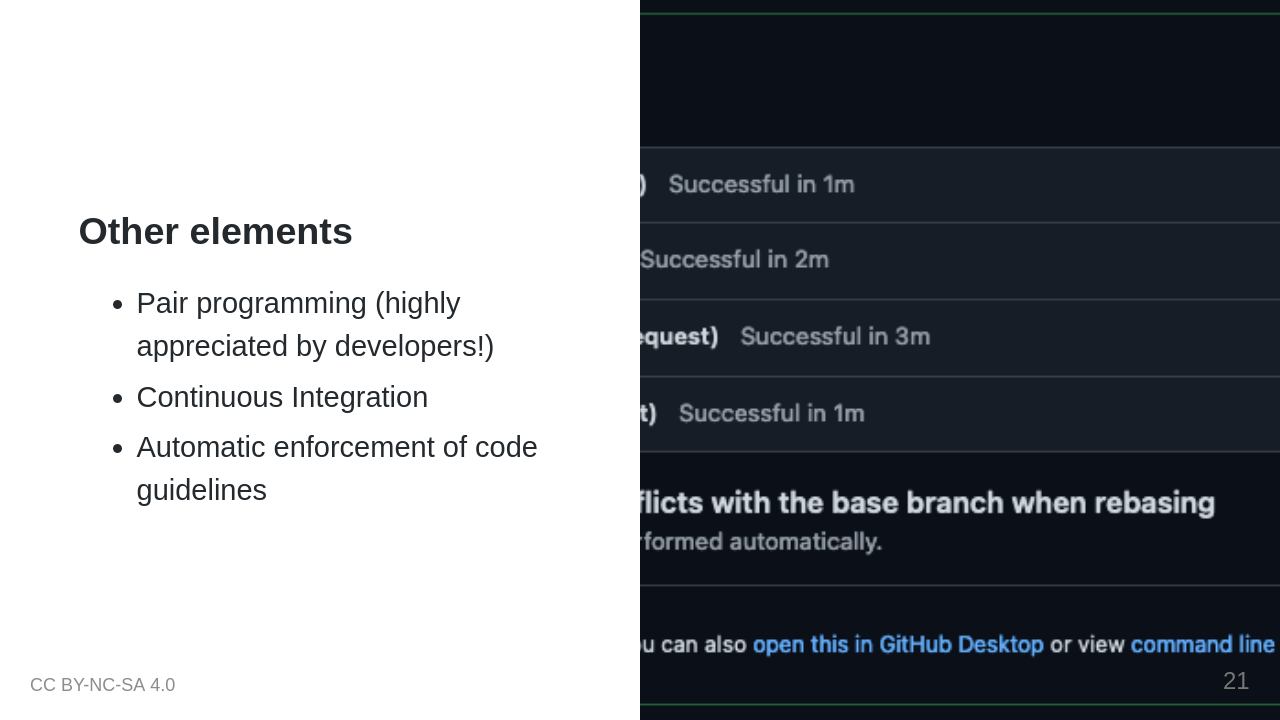 Other elements
• Pair programming (highly
appreciated by developers!)
• Continuous Integration
• Automatic enforcement of code
guidelines
CC BY-NC-SA 4.0
) Successful in 1m
Successful in 2m
equest) Successful in 3m
t) Successful in 1m
flicts with the base branch when rebasing
formed automatically.
u can also open this in GitHub Desktop or view command line
21